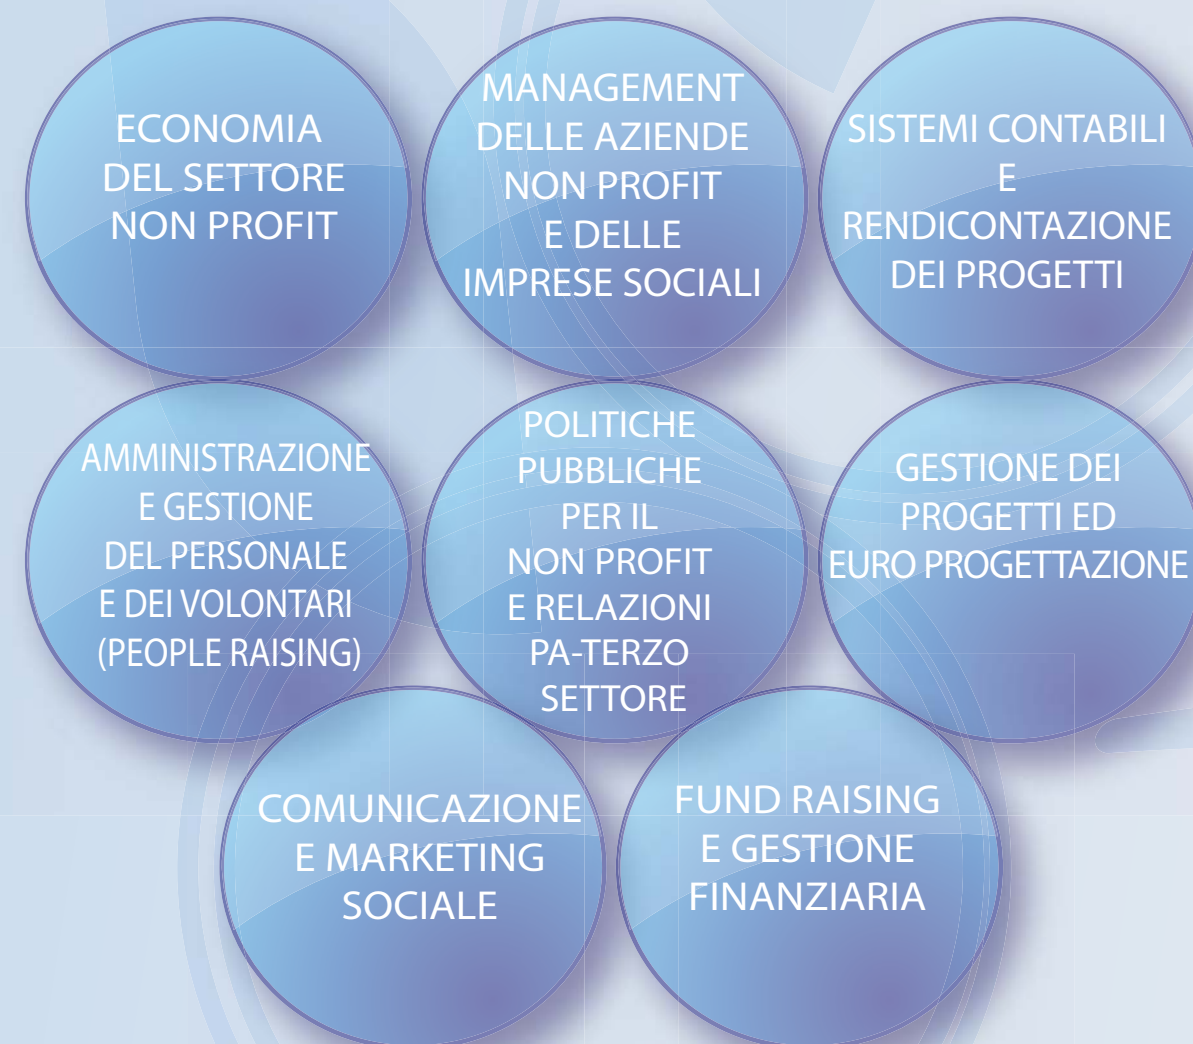 ECONOMIA
DEL SETTORE
NON PROFIT
MANAGEMENT
DELLE AZIENDE
NON PROFIT
E DELLE
IMPRESE SOCIALI
SISTEMI CONTABILI
E
RENDICONTAZIONE
DEI PROGETTI
AMMINISTRAZIONE
E GESTIONE
DEL PERSONALE
E DEI VOLONTARI
(PEOPLE RAISING)
POLITICHE
PUBBLICHE
PER IL
NON PROFIT
E RELAZIONI
PA-TERZO
SETTORE
GESTIONE DEI
PROGETTI ED
EURO PROGETTAZIONE
COMUNICAZIONE
E MARKETING
SOCIALE
FUND RAISING
E GESTIONE
FINANZIARIA